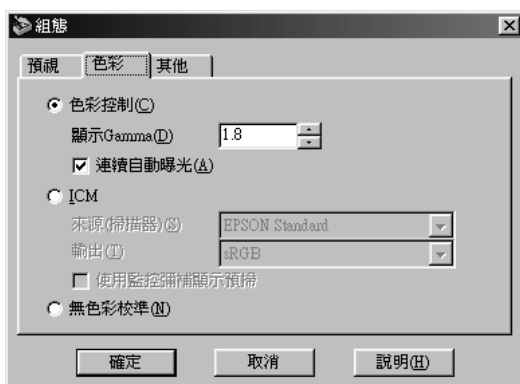 組態
預視 色彩 其他
色彩控制(C)
顯示Gamma(D) 1.8
連續自動曝光(A)
ICM
來源(掃描器)(S) EPSON Standard
輸出(T) sRGB
使用監控彌補顯示預掃
無色彩校準(N)
確定 取消 說明(H)